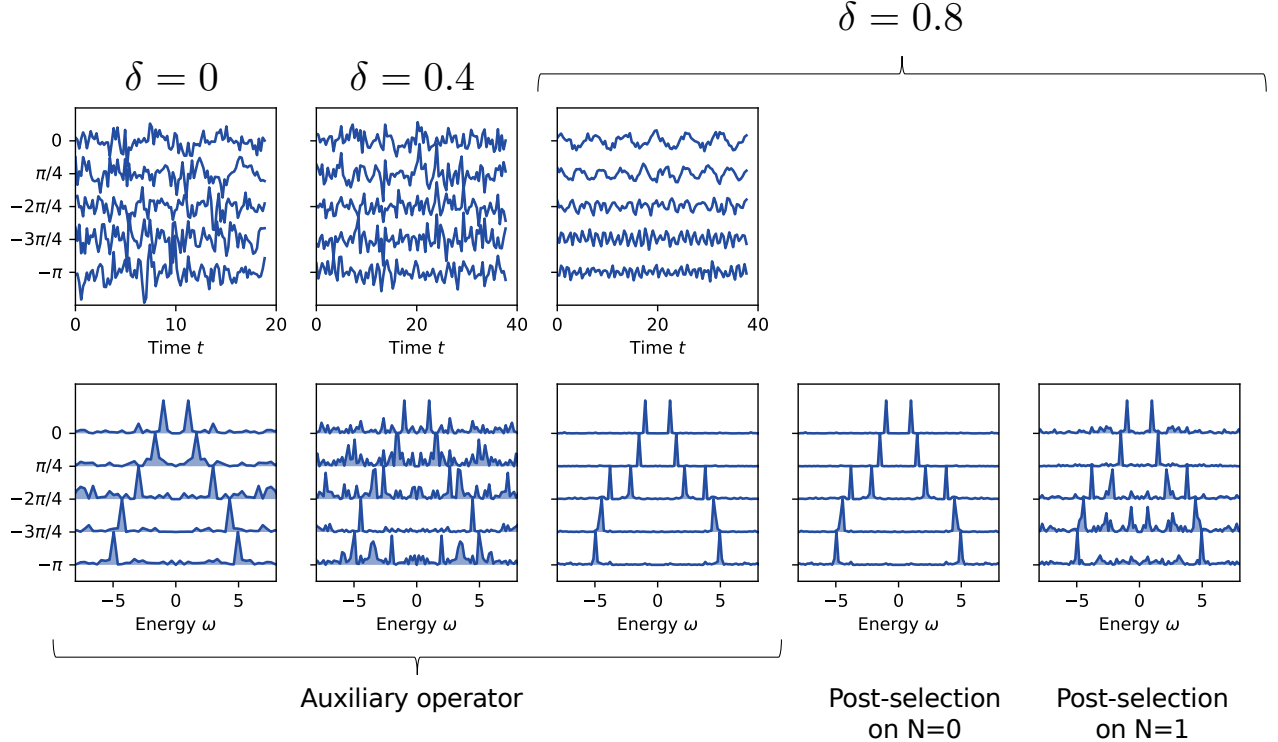 δ = 0.8
δ = 0
δ = 0.4
0
π/4
−2π/4
−3π/4
−π
0 10 20
0 20 40
0 20 40
Time t
Time t
Time t
0
π/4
−2π/4
−3π/4
−π
−5 0 5
−5 0 5
−5 0 5
−5 0 5
−5 0 5
Energy ω
Energy ω
Energy ω
Energy ω
Energy ω
Auxiliary operator
Post-selection
on N=0
Post-selection
on N=1